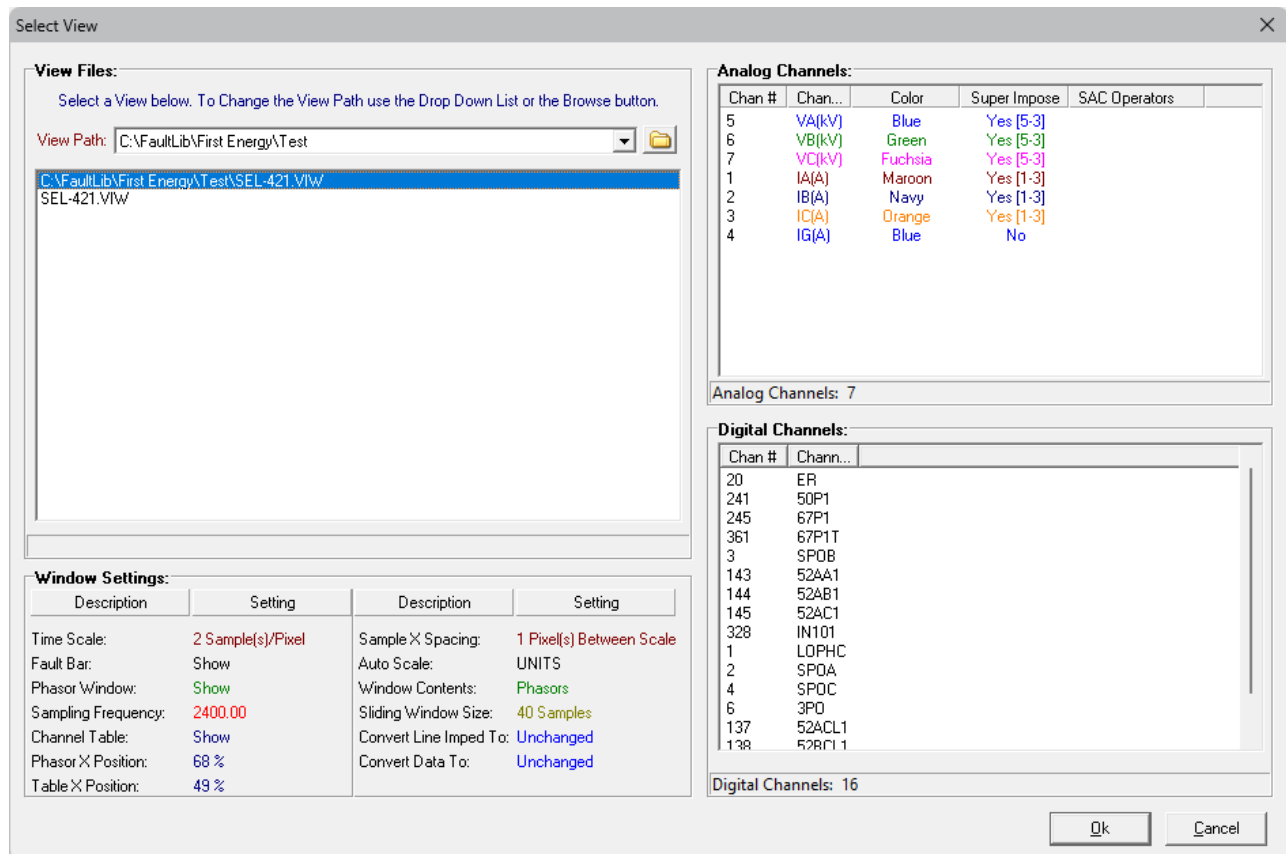 Select View
View Files:
Select a View below. To Change the View Path use the Drop Down List or the Browse button.
View Path: C:\FaultLib\First Energy\Test
C:\FaultLib\First Energy\Test\SEL-421.VIW
SEL-421.VIW
Window Settings:
Description Setting Description Setting
Time Scale: 2 Sample(s)/Pixel Sample X Spacing: 1 Pixel(s) Between Scale
Fault Bar: Show Auto Scale: UNITS
Phasor Window: Show Window Contents: Phasors
Sampling Frequency: 2400.00 Sliding Window Size: 40 Samples
Channel Table: Show Convert Line Imped To: Unchanged
Phasor X Position: 68 % Convert Data To: Unchanged
Table X Position: 49 %
Analog Channels:
Chan # Chan... Color Super Impose SAC Operators
5 VA(kV) Blue Yes [5-3]
6 VB(kV) Green Yes [5-3]
7 VC(kV) Fuchsia Yes [5-3]
1 IA(A) Maroon Yes [1-3]
2 IB(A) Navy Yes [1-3]
3 IC(A) Orange Yes [1-3]
4 IG(A) Blue No
Analog Channels: 7
Digital Channels:
Chan # Chann...
20 ER
241 50P1
245 67P1
361 67P1T
3 SPOB
143 52AA1
144 52AB1
145 52AC1
328 IN101
1 LOPHC
2 SPOA
4 SPOC
6 3PO
137 52ACL1
138 52BCL1
Digital Channels: 16
Ok Cancel